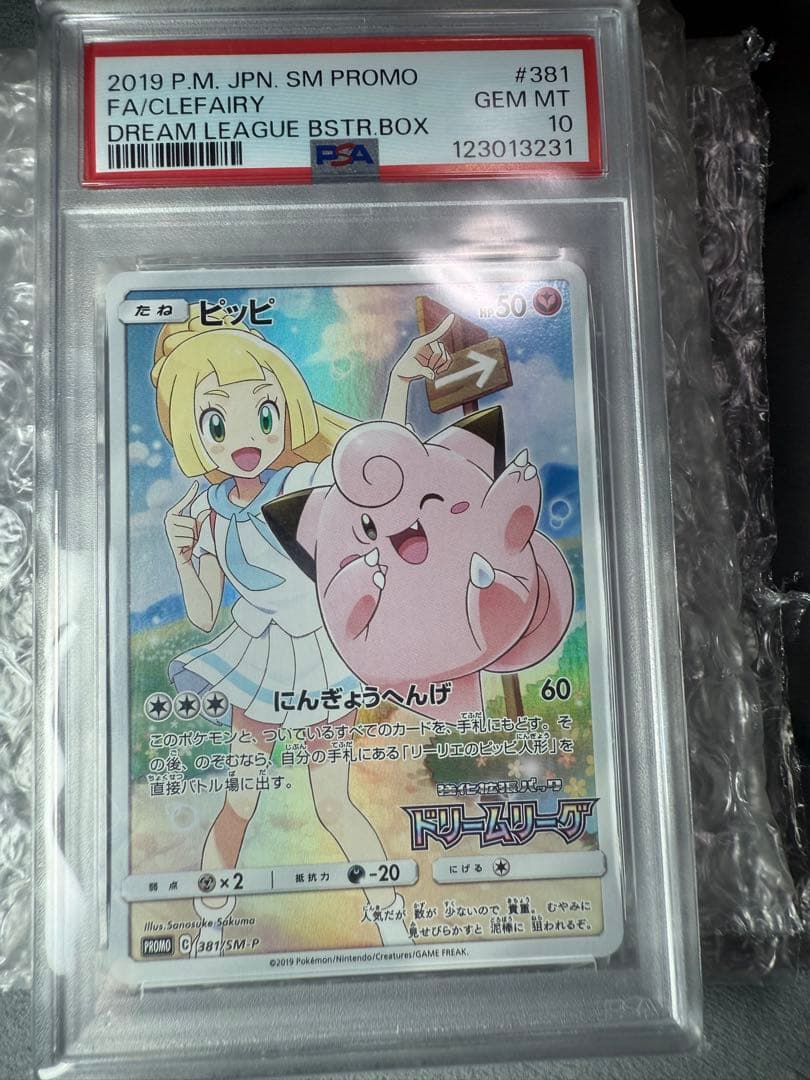 2019 P.M. JPN. SM PROMO #381
FA/CLEFAIRY GEM MT
DREAM LEAGUE BSTR.BOX 10
PSA 123013231
たね ピッピ HP50
にんぎょうへんげ 60
このポケモンと、ついているすべてのカードを、手札にもどす。そ
の後、のぞむなら、自分の手札にある「リーリエのピッピ人形」を
直接バトル場に出す。
強化拡張パック
ドリームリーグ
弱点 ×2 抵抗力 -20 にげる
人気だが 数が 少ないので 貴重。 むやみに
見せびらかすと 泥棒に 狙われるぞ。
Illus.Sanosuke Sakuma
PROMO C 381/SM-P
©2019 Pokémon/Nintendo/Creatures/GAME FREAK.
PSA